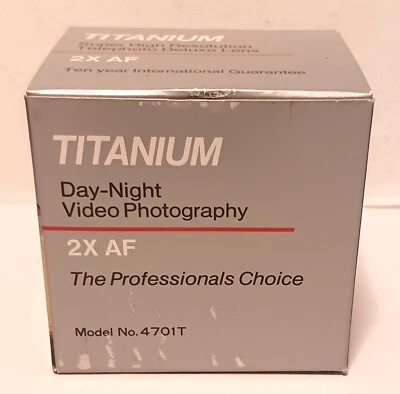 TITANIUM
Super High Resolution
Telephoto Deluxe Lens
2X AF
Ten year International Guarantee
TITANIUM
Day-Night
Video Photography
2X AF
The Professionals Choice
Model No. 4701T